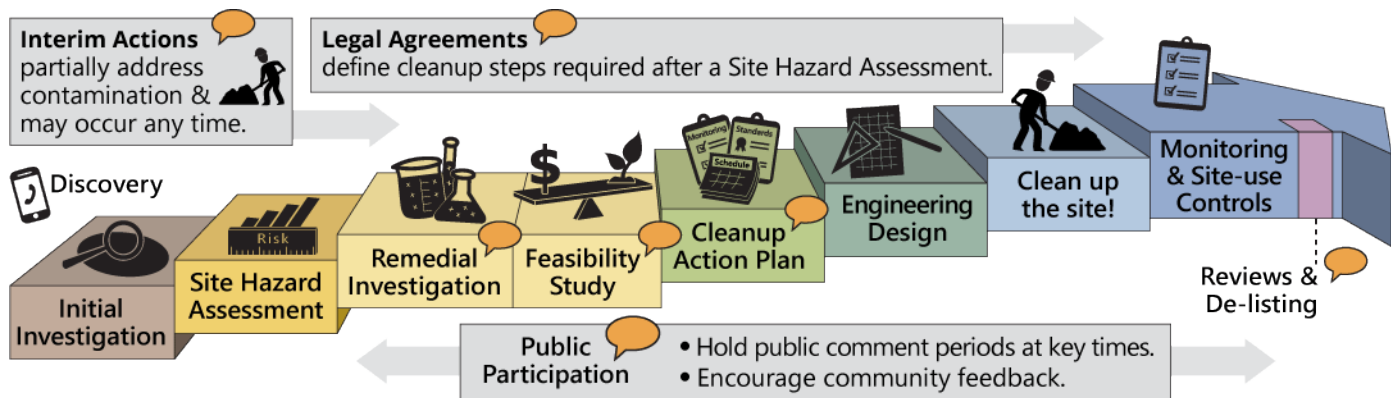 Interim Actions
partially address
contamination &
may occur any time.
Legal Agreements
define cleanup steps required after a Site Hazard Assessment.
Discovery
Initial
Investigation
Risk
Site Hazard
Assessment
Remedial
Investigation
$
Feasibility
Study
Monitoring
Standards
Schedule
Cleanup
Action Plan
Engineering
Design
Clean up
the site!
Monitoring
& Site-use
Controls
Reviews &
De-listing
Public
Participation
• Hold public comment periods at key times.
• Encourage community feedback.